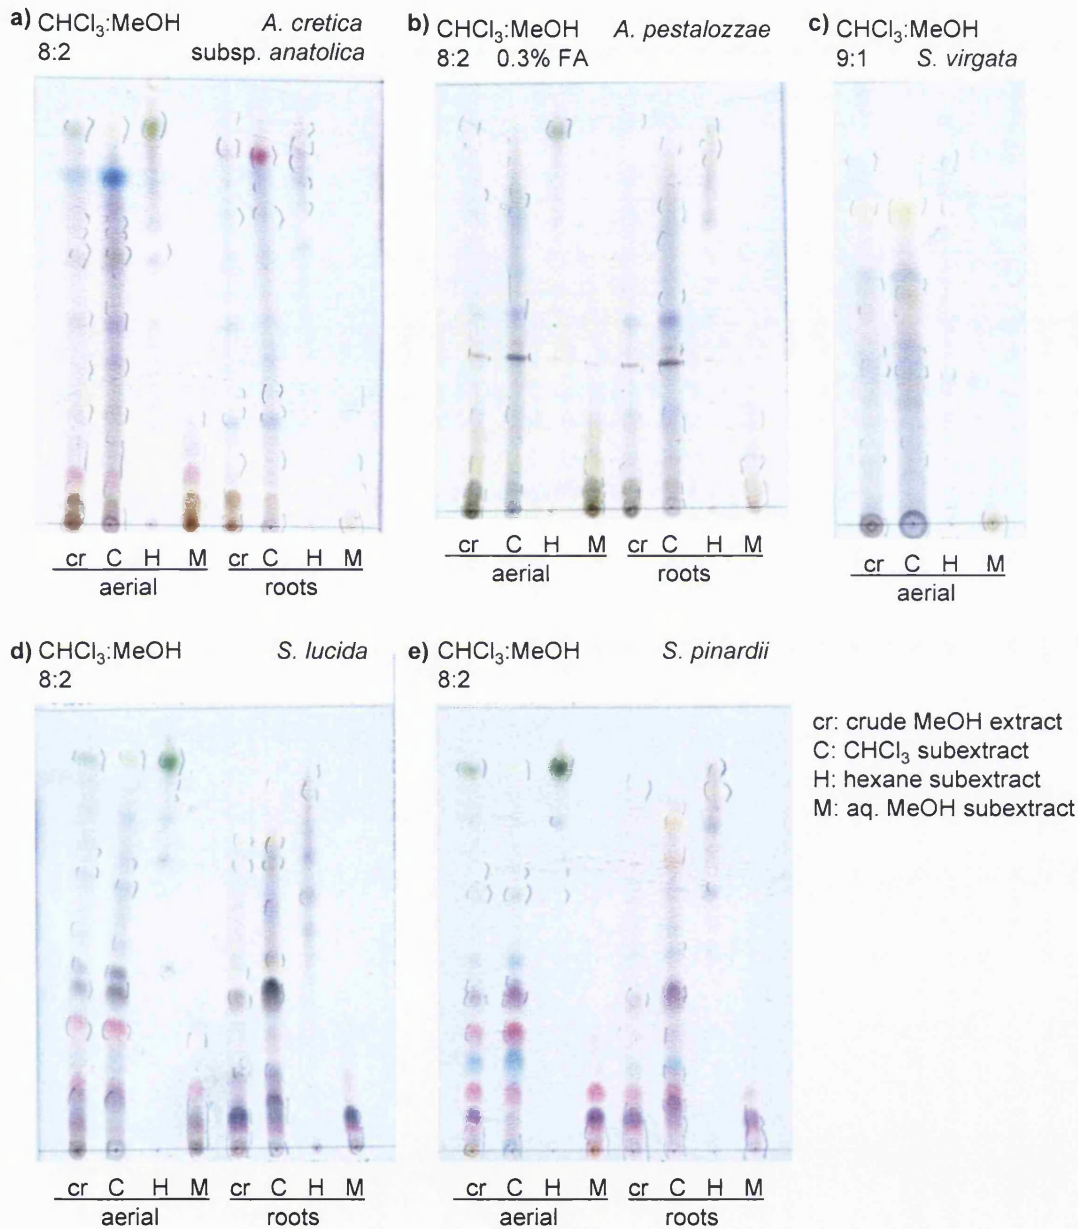 a) CHCl₃:MeOH A. cretica
8:2 subsp. anatolica
b) CHCl₃:MeOH A. pestalozzae
8:2 0.3% FA
c) CHCl₃:MeOH
9:1 S. virgata
cr C H M cr C H M
aerial roots
cr C H M cr C H M
aerial roots
cr C H M
aerial
d) CHCl₃:MeOH S. lucida
8:2
e) CHCl₃:MeOH S. pinardii
8:2
cr: crude MeOH extract
C: CHCl₃ subextract
H: hexane subextract
M: aq. MeOH subextract
cr C H M cr C H M
aerial roots
cr C H M cr C H M
aerial roots